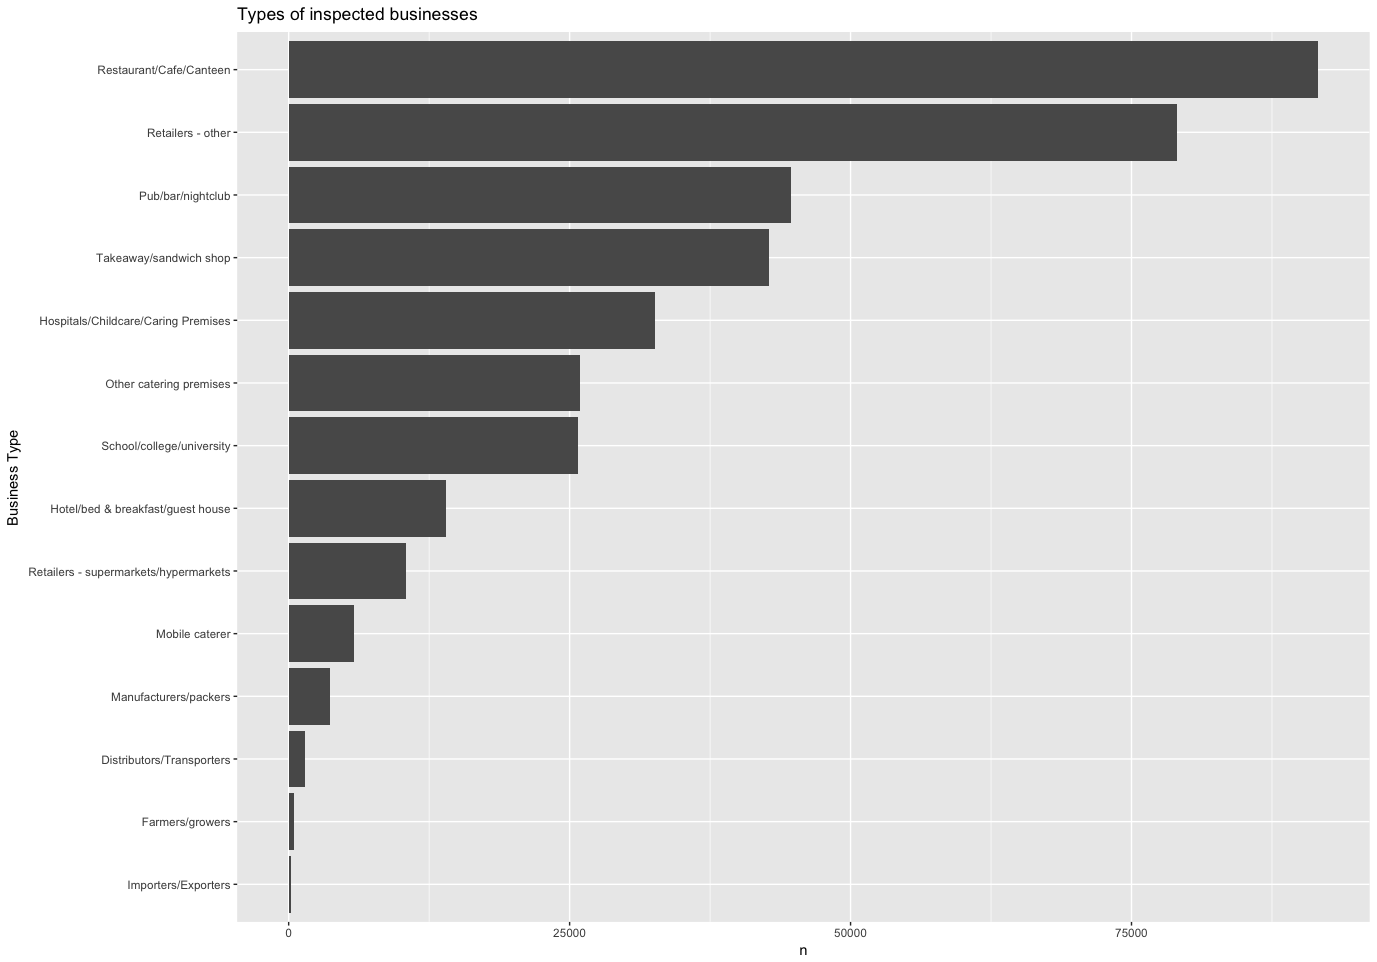 Types of inspected businesses
Restaurant/Cafe/Canteen
Retailers - other
Pub/bar/nightclub
Takeaway/sandwich shop
Hospitals/Childcare/Caring Premises
Other catering premises
School/college/university
Hotel/bed & breakfast/guest house
Retailers - supermarkets/hypermarkets
Mobile caterer
Manufacturers/packers
Distributors/Transporters
Farmers/growers
Importers/Exporters
Business Type
0 25000 50000 75000
n